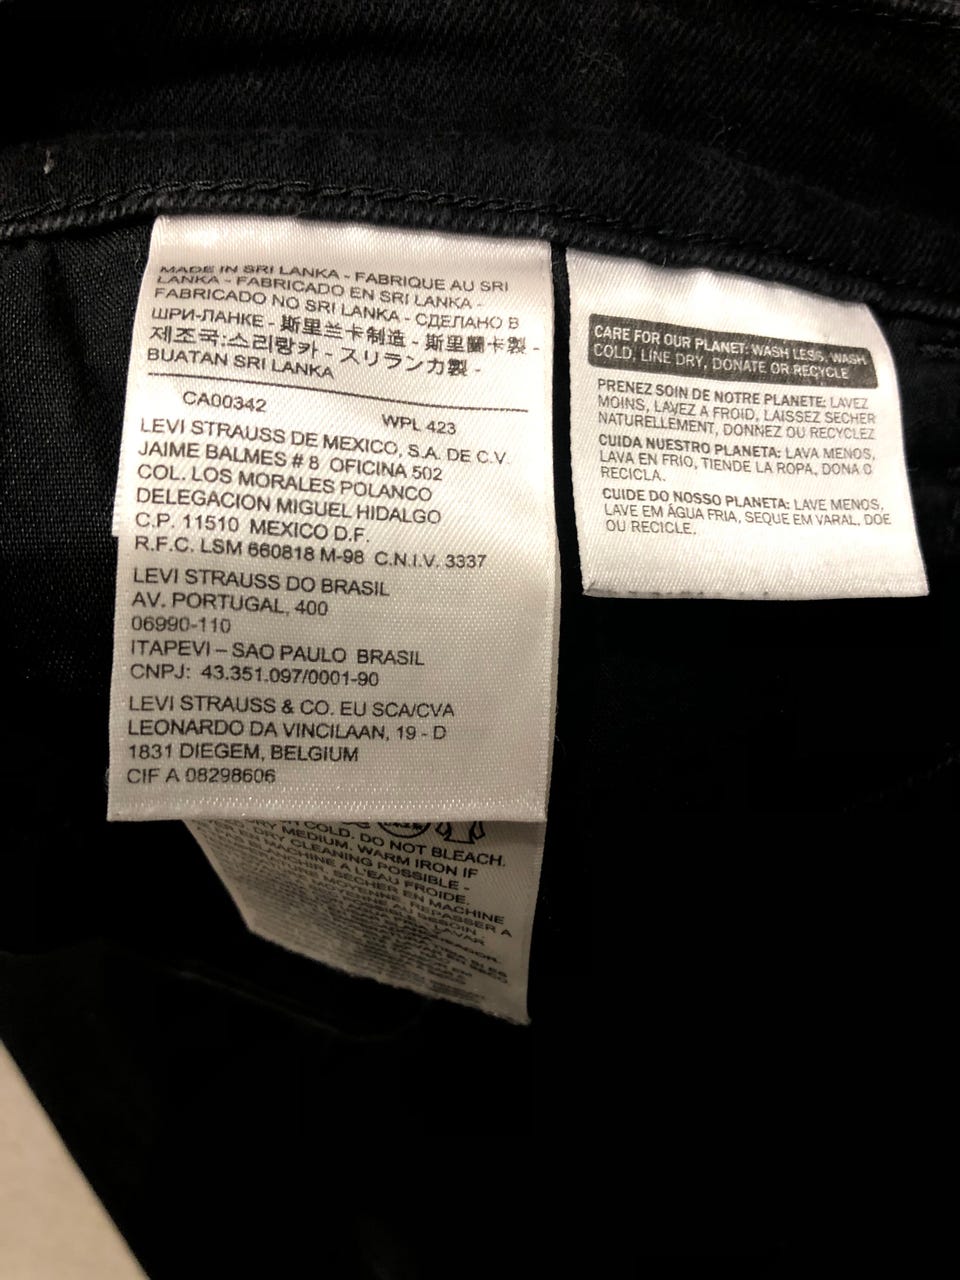 MADE IN SRI LANKA - FABRIQUE AU SRI
LANKA - FABRICADO EN SRI LANKA -
FABRICADO NO SRI LANKA - СДЕЛАНО В
ШРИ-ЛАНКЕ - 斯里兰卡制造 - 斯里蘭卡製 -
제조국:스리랑카 - スリランカ製 -
BUATAN SRI LANKA
CA00342
WPL 423
LEVI STRAUSS DE MEXICO, S.A. DE C.V.
JAIME BALMES # 8 OFICINA 502
COL. LOS MORALES POLANCO
DELEGACION MIGUEL HIDALGO
C.P. 11510 MEXICO D.F.
R.F.C. LSM 660818 M-98 C.N.I.V. 3337
LEVI STRAUSS DO BRASIL
AV. PORTUGAL, 400
06990-110
ITAPEVI – SAO PAULO BRASIL
CNPJ: 43.351.097/0001-90
LEVI STRAUSS & CO. EU SCA/CVA
LEONARDO DA VINCILAAN, 19 - D
1831 DIEGEM, BELGIUM
CIF A 08298606
COLD. DO NOT BLEACH.
DRY MEDIUM. WARM IRON IF
DRY CLEANING POSSIBLE -
MACHINE A L'EAU FROIDE.
SECHER EN MACHINE
MOYENNE. REPASSER A
AU BESOIN -
LAVAR
CARE FOR OUR PLANET: WASH LESS, WASH
COLD, LINE DRY, DONATE OR RECYCLE
PRENEZ SOIN DE NOTRE PLANETE: LAVEZ
MOINS, LAVEZ A FROID, LAISSEZ SECHER
NATURELLEMENT, DONNEZ OU RECYCLEZ
CUIDA NUESTRO PLANETA: LAVA MENOS,
LAVA EN FRIO, TIENDE LA ROPA, DONA O
RECICLA.
CUIDE DO NOSSO PLANETA: LAVE MENOS,
LAVE EM ÁGUA FRIA, SEQUE EM VARAL, DOE
OU RECICLE.